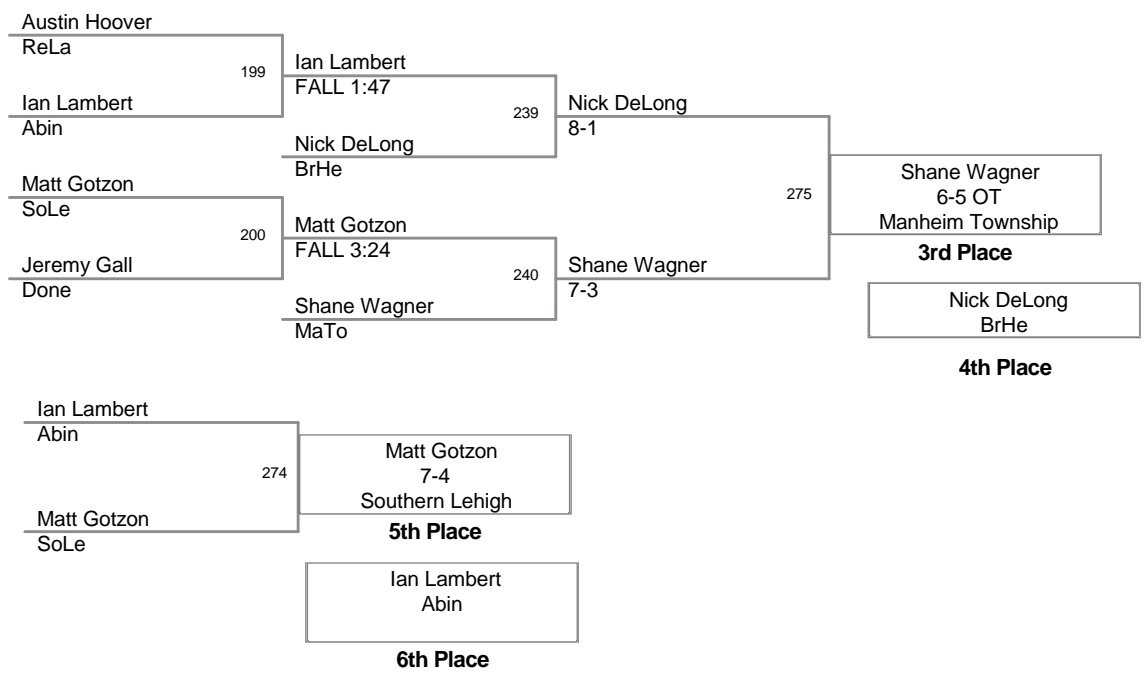 Austin Hoover
ReLa
199
Ian Lambert
FALL 1:47
Ian Lambert
Abin
239
Nick DeLong
8-1
Nick DeLong
BrHe
Matt Gotzon
SoLe
275
Shane Wagner
6-5 OT
Manheim Township
3rd Place
200
Matt Gotzon
FALL 3:24
Jeremy Gall
Done
240
Shane Wagner
7-3
Shane Wagner
MaTo
Nick DeLong
BrHe
4th Place
Ian Lambert
Abin
274
Matt Gotzon
7-4
Southern Lehigh
5th Place
Matt Gotzon
SoLe
Ian Lambert
Abin
6th Place